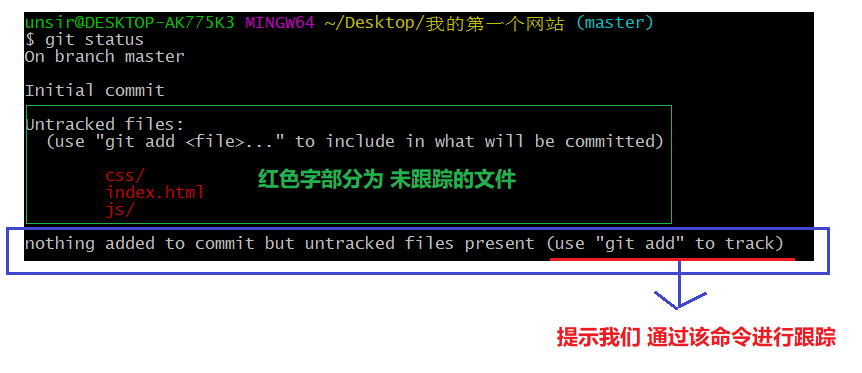 unsir@DESKTOP-AK775K3 MINGW64 ~/Desktop/我的第一个网站 (master)
$ git status
On branch master
Initial commit
Untracked files:
(use "git add <file>..." to include in what will be committed)
css/
红色字部分为 未跟踪的文件
index.html
js/
nothing added to commit but untracked files present (use "git add" to track)
提示我们 通过该命令进行跟踪